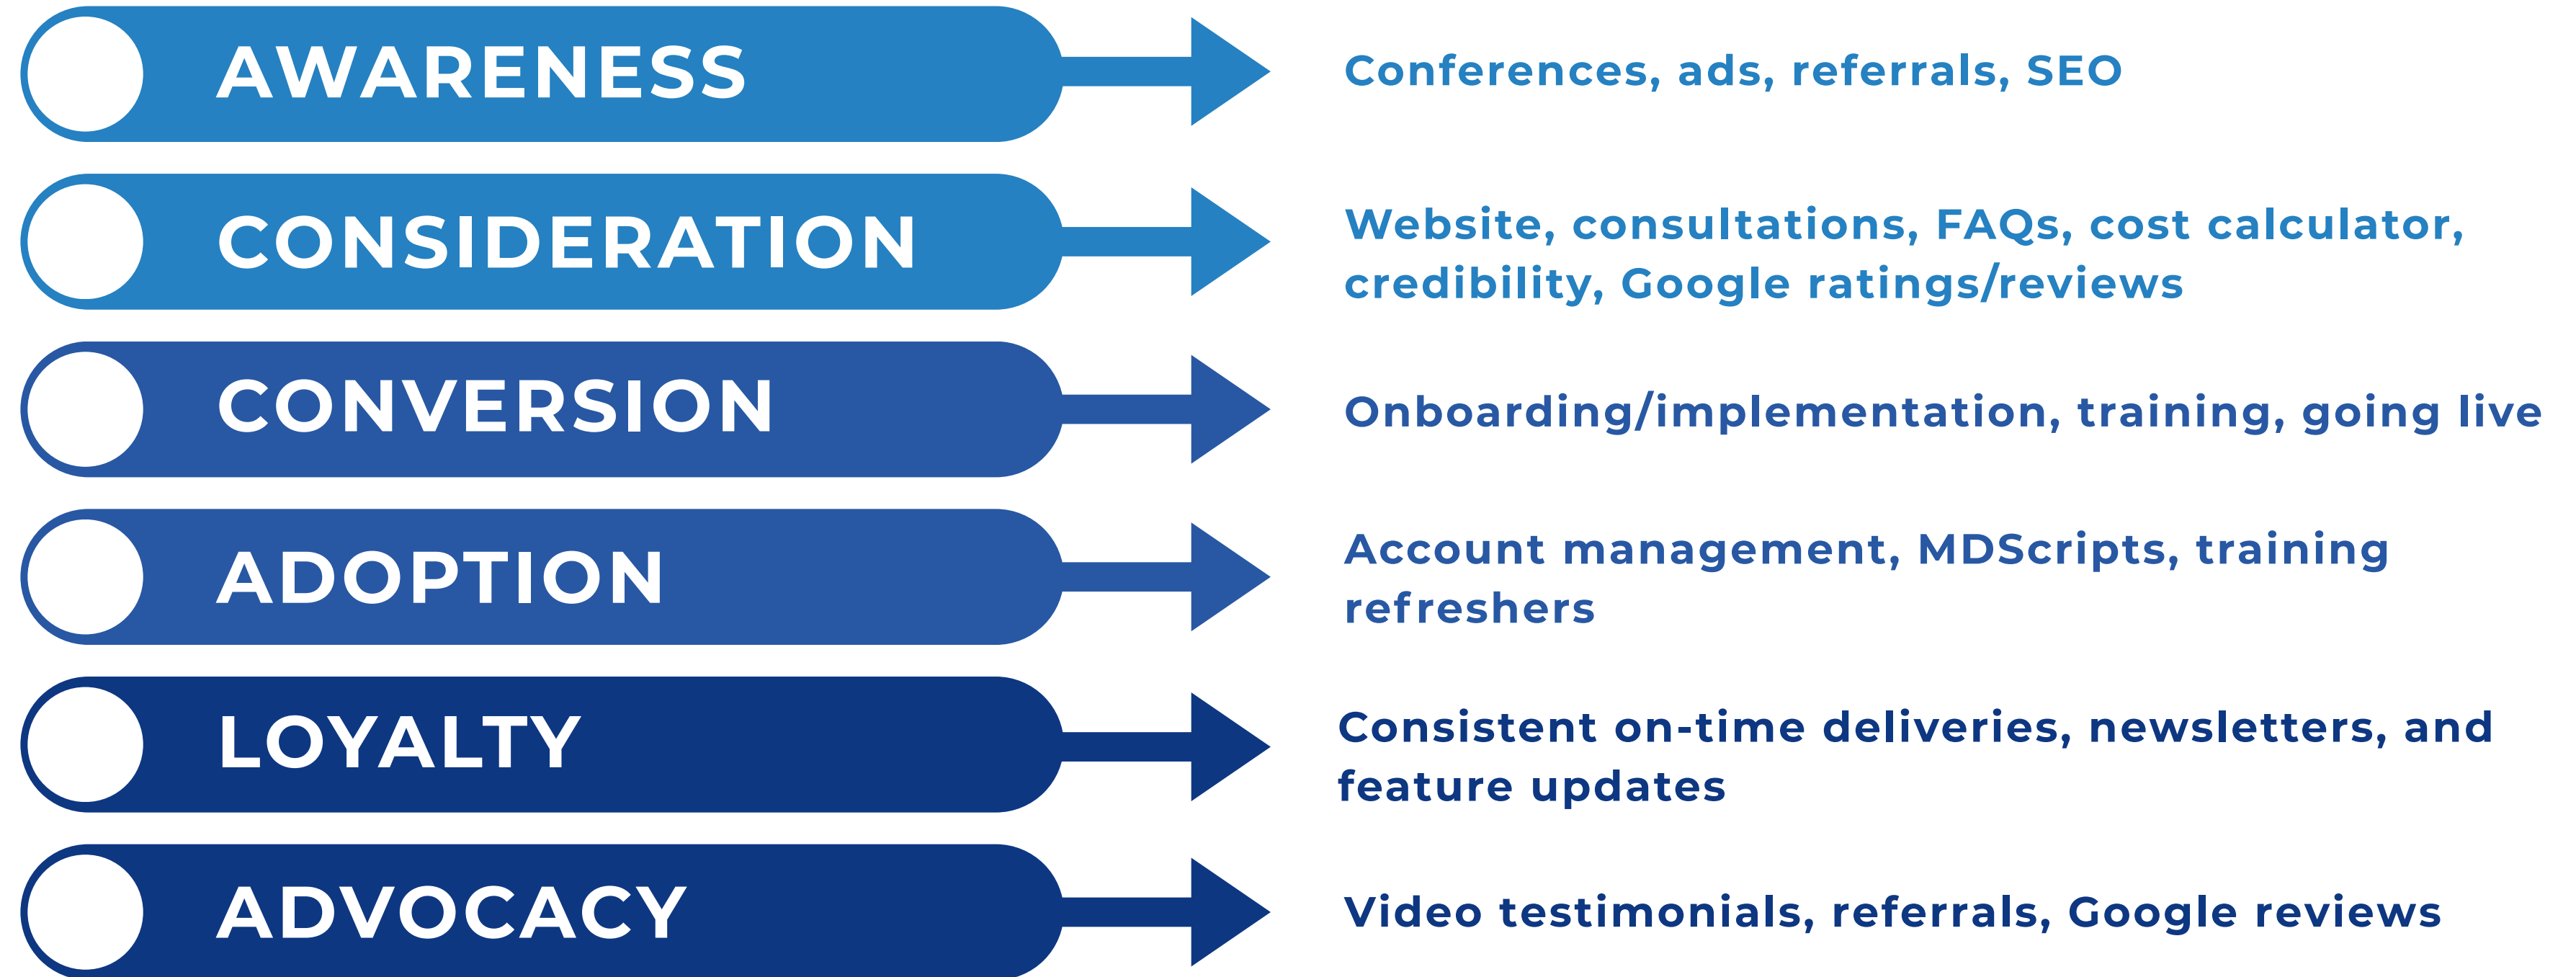 AWARENESS
Conferences, ads, referrals, SEO
CONSIDERATION
Website, consultations, FAQs, cost calculator,
credibility, Google ratings/reviews
CONVERSION
Onboarding/implementation, training, going live
ADOPTION
Account management, MDScripts, training
refreshers
LOYALTY
Consistent on-time deliveries, newsletters, and
feature updates
ADVOCACY
Video testimonials, referrals, Google reviews